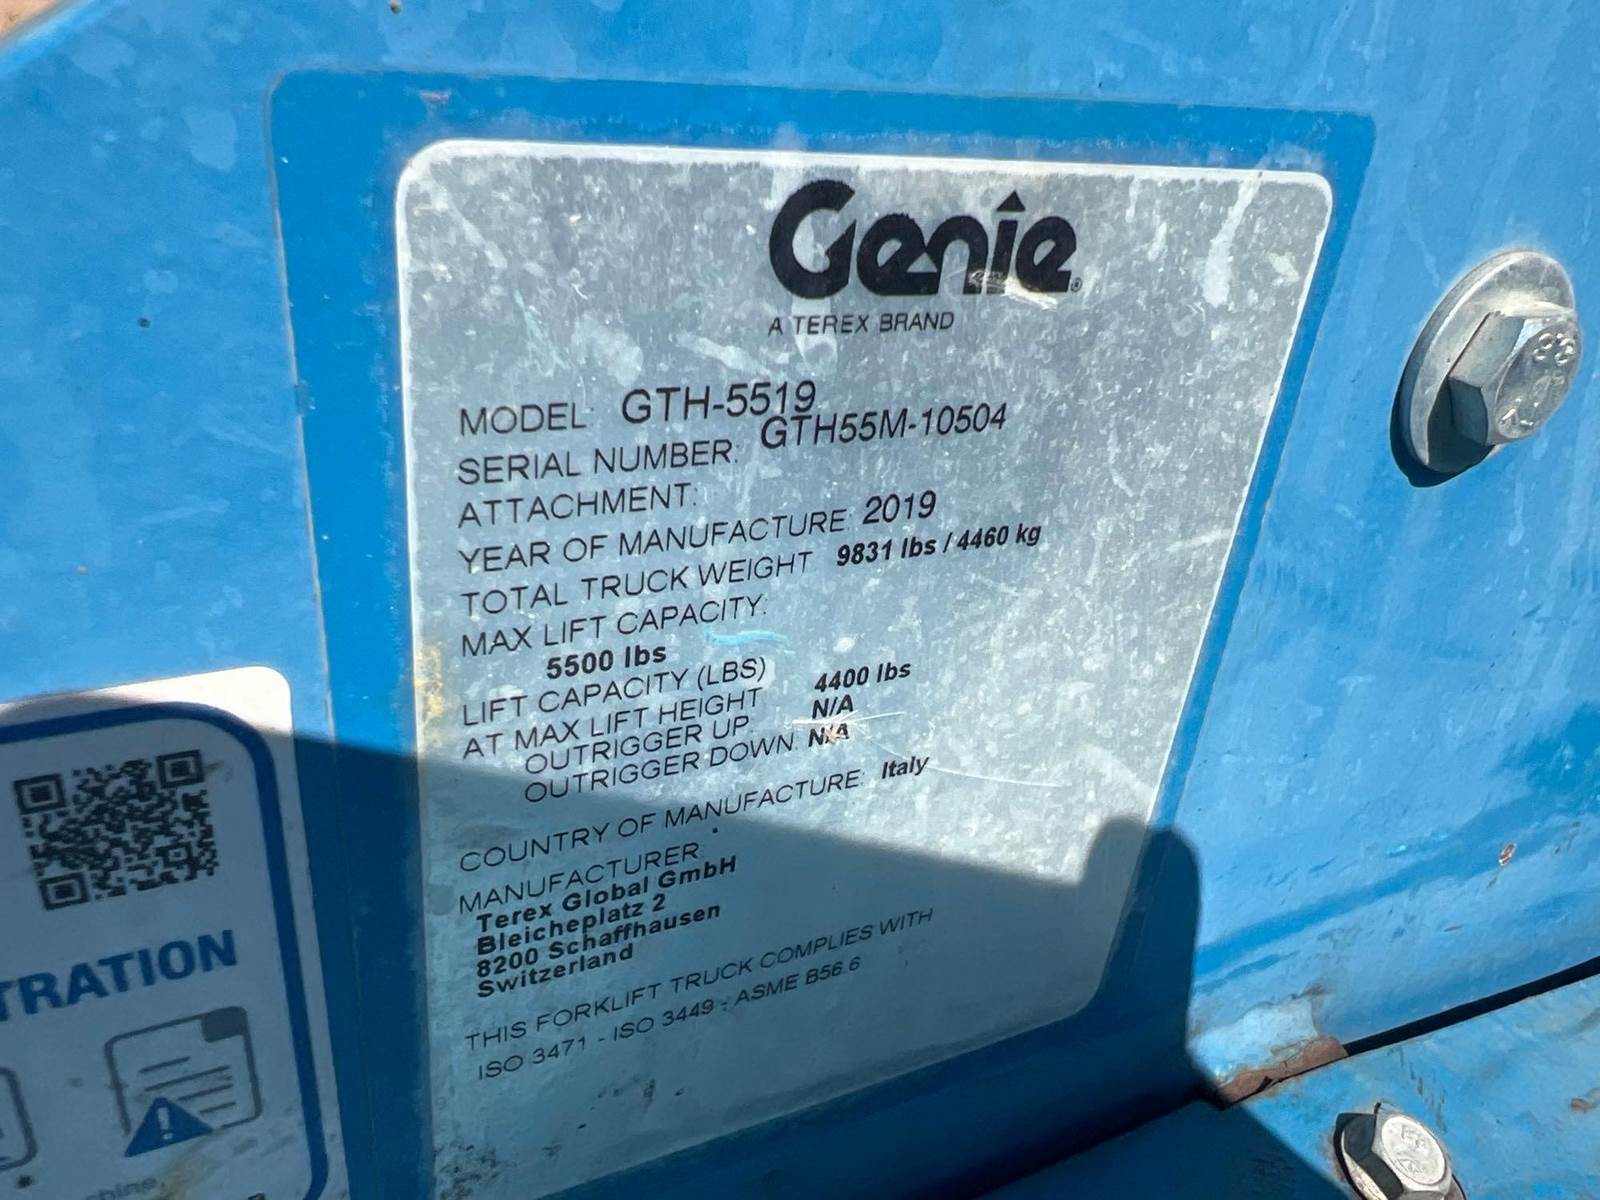 Genie
A TEREX BRAND
MODEL: GTH-5519
SERIAL NUMBER: GTH55M-10504
ATTACHMENT:
YEAR OF MANUFACTURE: 2019
TOTAL TRUCK WEIGHT 9831 lbs / 4460 kg
MAX LIFT CAPACITY:
5500 lbs
LIFT CAPACITY (LBS)
AT MAX LIFT HEIGHT 4400 lbs
OUTRIGGER UP: N/A
OUTRIGGER DOWN: N/A
COUNTRY OF MANUFACTURE: Italy
MANUFACTURER:
Terex Global GmbH
Bleicheplatz 2
8200 Schaffhausen
Switzerland
THIS FORKLIFT TRUCK COMPLIES WITH
ISO 3471 - ISO 3449 - ASME B56.6
TRATION
8.8